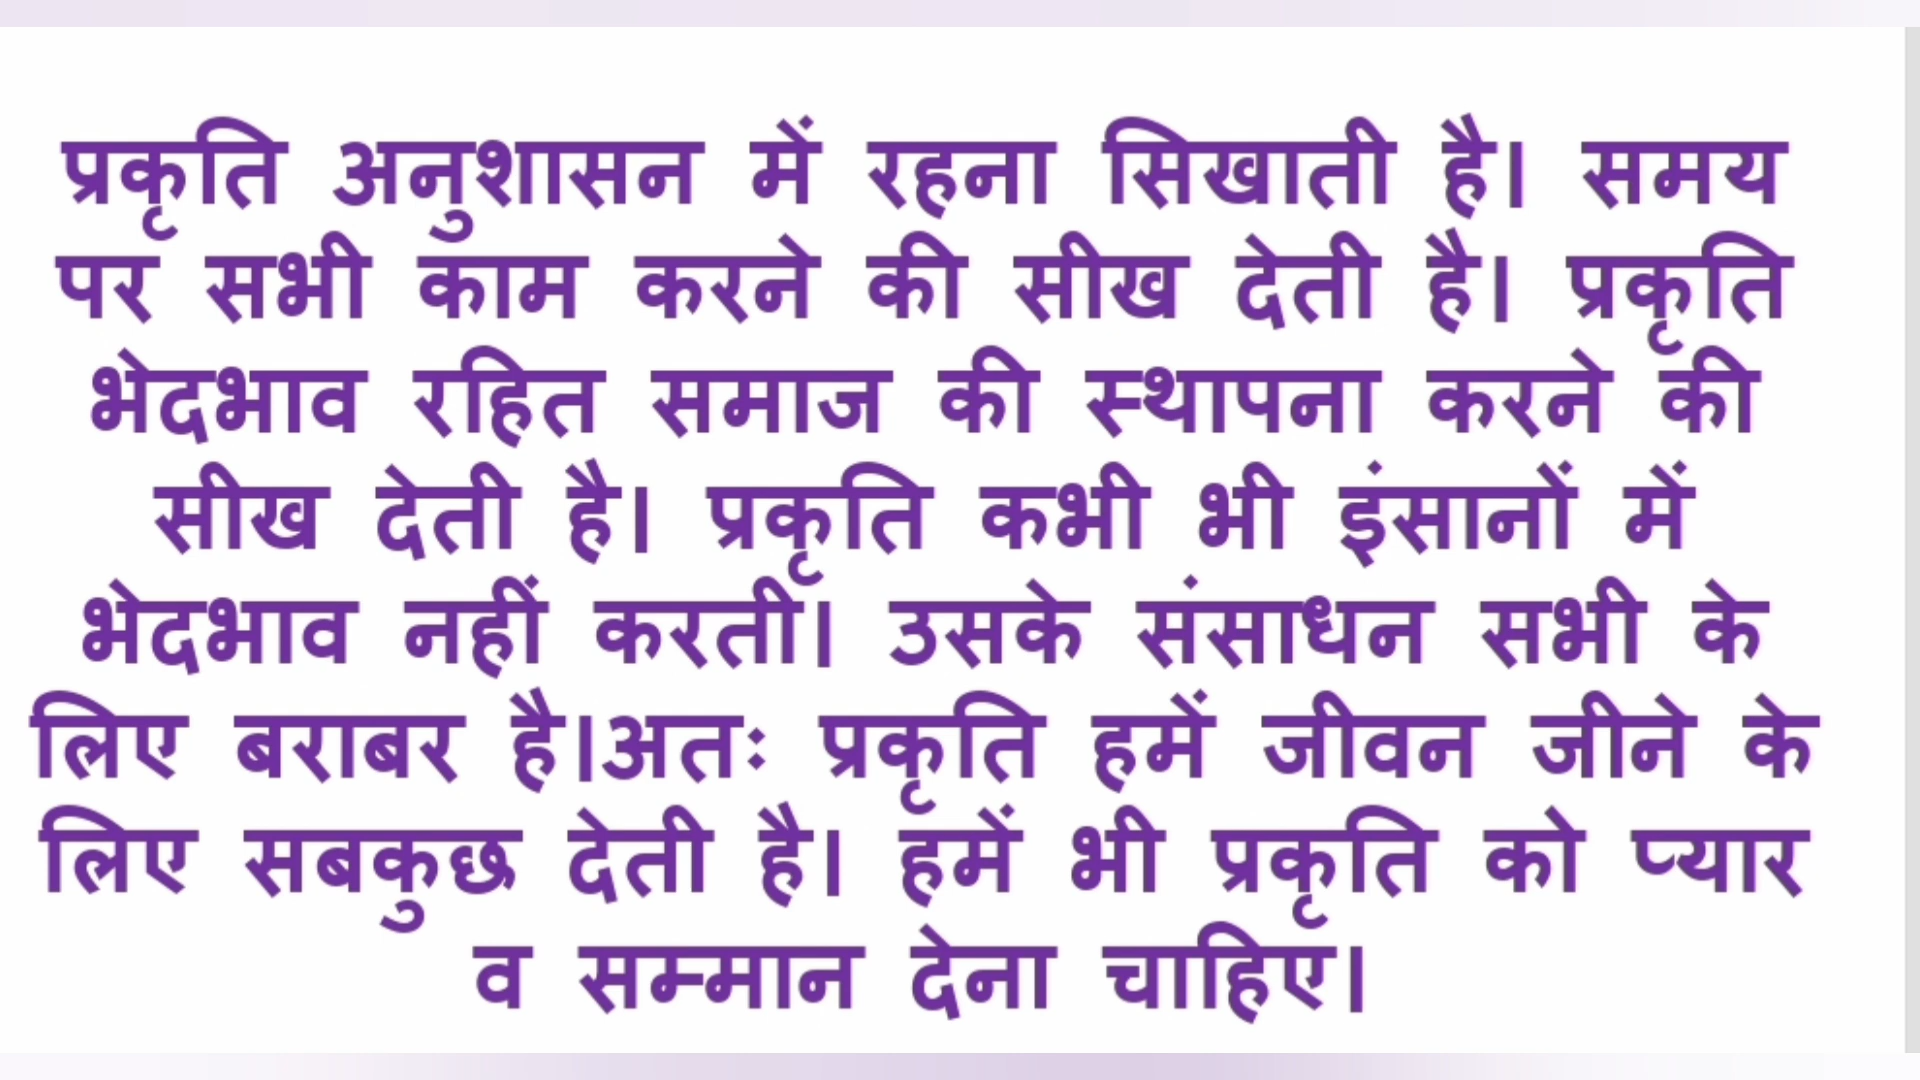 प्रकृति अनुशासन में रहना सिखाती है। समय
पर सभी काम करने की सीख देती है। प्रकृति
भेदभाव रहित समाज की स्थापना करने की
सीख देती है। प्रकृति कभी भी इंसानों में
भेदभाव नहीं करती। उसके संसाधन सभी के
लिए बराबर है।अतः प्रकृति हमें जीवन जीने के
लिए सबकुछ देती है। हमें भी प्रकृति को प्यार
व सम्मान देना चाहिए।